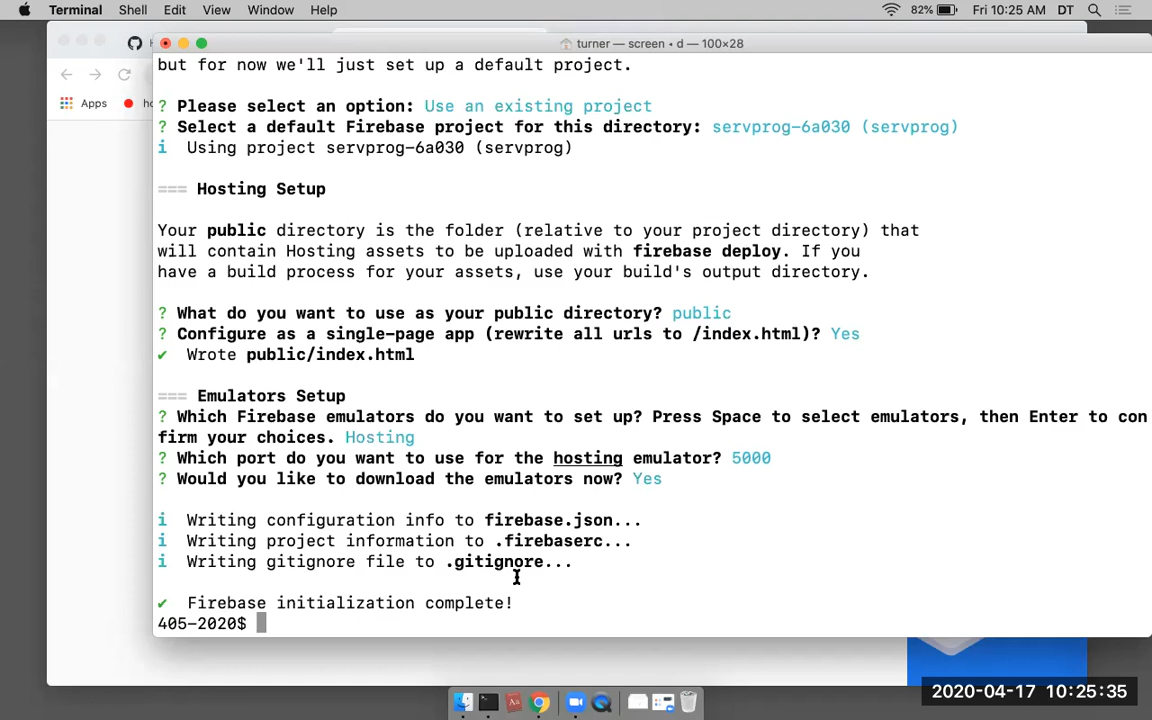 Terminal Shell Edit View Window Help 82% Fri 10:25 AM DT
turner — screen • d — 100×28
Apps
but for now we'll just set up a default project.
? Please select an option: Use an existing project
? Select a default Firebase project for this directory: servprog-6a030 (servprog)
i Using project servprog-6a030 (servprog)
=== Hosting Setup
Your public directory is the folder (relative to your project directory) that
will contain Hosting assets to be uploaded with firebase deploy. If you
have a build process for your assets, use your build's output directory.
? What do you want to use as your public directory? public
? Configure as a single-page app (rewrite all urls to /index.html)? Yes
✔ Wrote public/index.html
=== Emulators Setup
? Which Firebase emulators do you want to set up? Press Space to select emulators, then Enter to con
firm your choices. Hosting
? Which port do you want to use for the hosting emulator? 5000
? Would you like to download the emulators now? Yes
i Writing configuration info to firebase.json...
i Writing project information to .firebaserc...
i Writing gitignore file to .gitignore...
✔ Firebase initialization complete!
405-2020$
2020-04-17 10:25:35